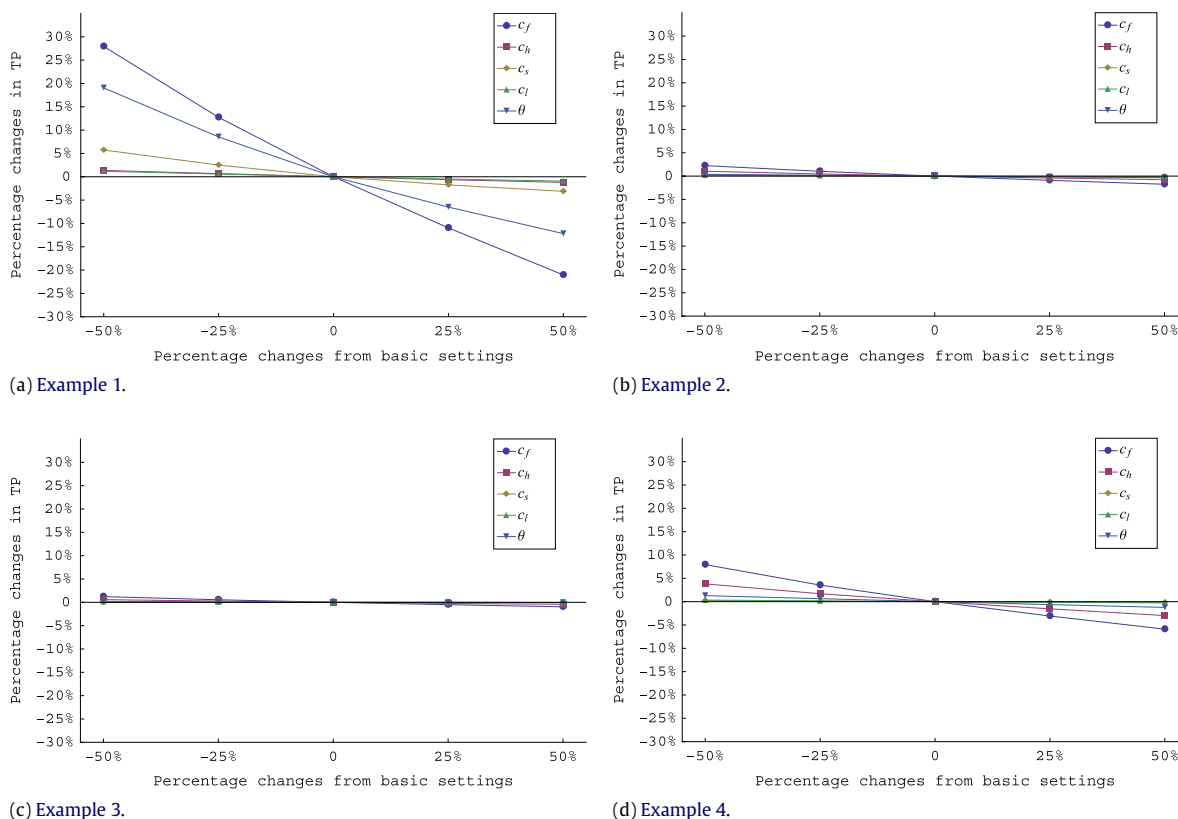 Percentage changes in TP
30%
25%
20%
15%
10%
5%
0
−5%
−10%
−15%
−20%
−25%
−30%
−50%
−25%
0
25%
50%
Percentage changes from basic settings
c_f
c_h
c_s
c_l
θ
(a) Example 1.
Percentage changes in TP
30%
25%
20%
15%
10%
5%
0
−5%
−10%
−15%
−20%
−25%
−30%
−50%
−25%
0
25%
50%
Percentage changes from basic settings
c_f
c_h
c_s
c_l
θ
(b) Example 2.
Percentage changes in TP
30%
25%
20%
15%
10%
5%
0
−5%
−10%
−15%
−20%
−25%
−30%
−50%
−25%
0
25%
50%
Percentage changes from basic settings
c_f
c_h
c_s
c_l
θ
(c) Example 3.
Percentage changes in TP
30%
25%
20%
15%
10%
5%
0
−5%
−10%
−15%
−20%
−25%
−30%
−50%
−25%
0
25%
50%
Percentage changes from basic settings
c_f
c_h
c_s
c_l
θ
(d) Example 4.